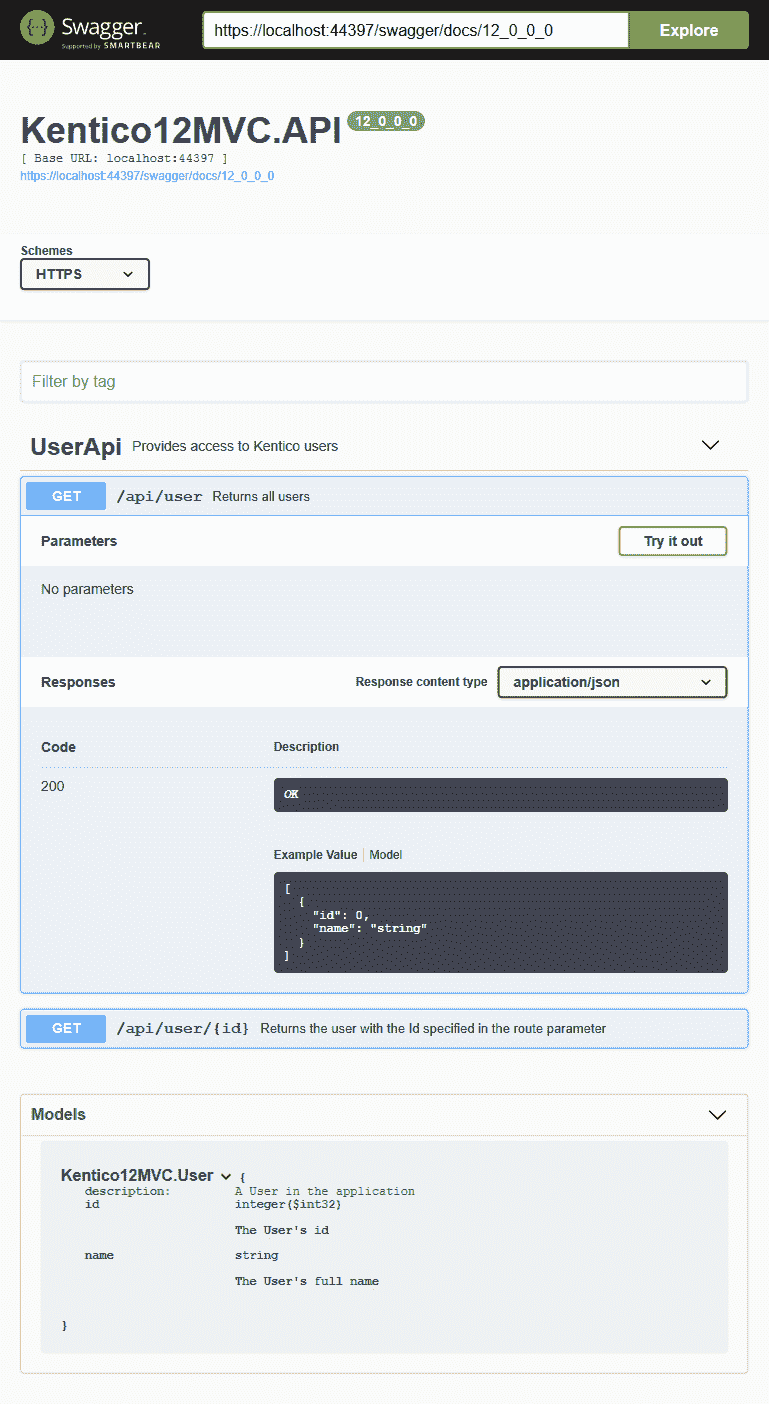 Swagger
Supported by SMARTBEAR
https://localhost:44397/swagger/docs/12_0_0_0
Explore
Kentico12MVC.API 12_0_0_0
[ Base URL: localhost:44397 ]
https://localhost:44397/swagger/docs/12_0_0_0
Schemes
HTTPS
Filter by tag
UserApi Provides access to Kentico users
GET /api/user Returns all users
Parameters Try it out
No parameters
Responses Response content type application/json
Code Description
200 OK
Example Value Model
[
{
"id": 0,
"name": "string"
}
]
GET /api/user/{id} Returns the user with the Id specified in the route parameter
Models
Kentico12MVC.User {
description: A User in the application
id integer($int32)
The User's id
name string
The User's full name
}